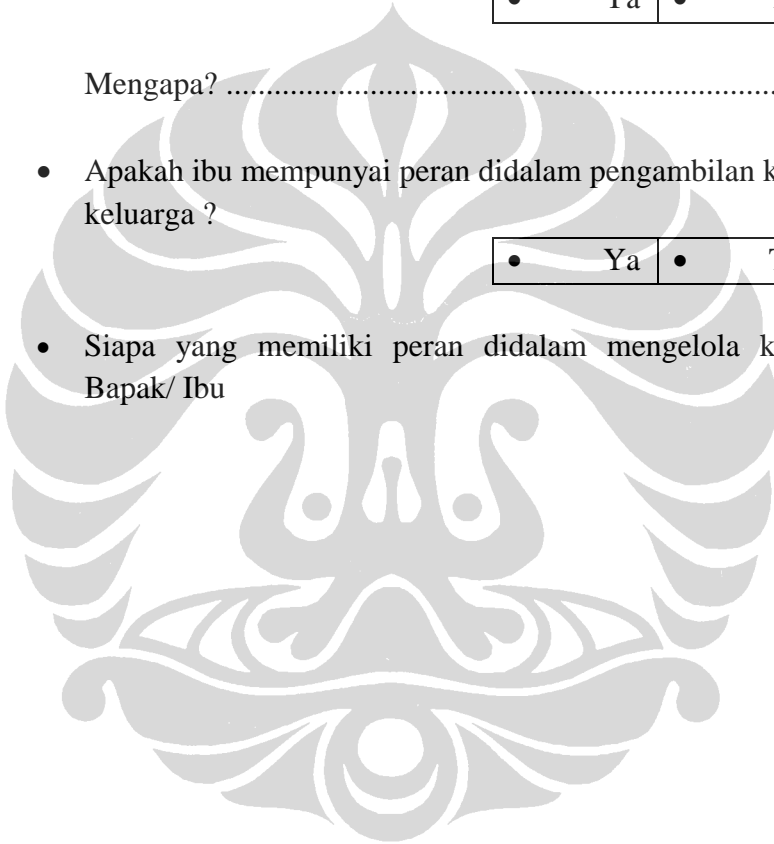 • Ya •
Mengapa? ........................................................................
• Apakah ibu mempunyai peran didalam pengambilan
keluarga ?
• Ya •
• Siapa yang memiliki peran didalam mengelola
Bapak/ Ibu